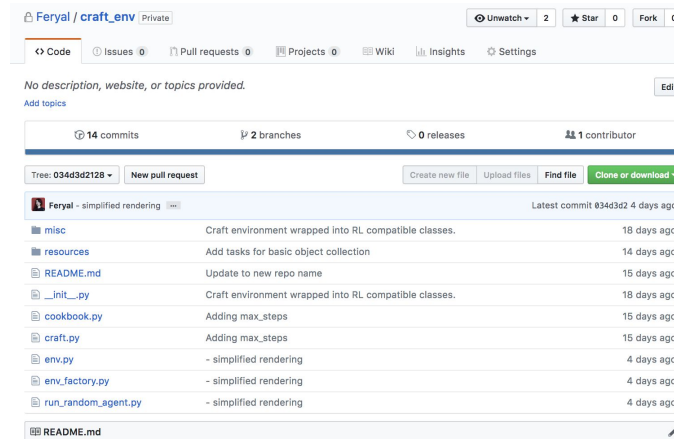 Feryal / craft_env Private
Unwatch 2 Star 0 Fork
Code Issues 0 Pull requests 0 Projects 0 Wiki Insights Settings
No description, website, or topics provided.
Edi
Add topics
14 commits 2 branches 0 releases 1 contributor
Tree: 034d3d2128 New pull request Create new file Upload files Find file Clone or download
Feryal - simplified rendering ... Latest commit 034d3d2 4 days ago
misc Craft environment wrapped into RL compatible classes. 18 days ago
resources Add tasks for basic object collection 14 days ago
README.md Update to new repo name 15 days ago
__init__.py Craft environment wrapped into RL compatible classes. 18 days ago
cookbook.py Adding max_steps 15 days ago
craft.py Adding max_steps 15 days ago
env.py - simplified rendering 4 days ago
env_factory.py - simplified rendering 4 days ago
run_random_agent.py - simplified rendering 4 days ago
README.md